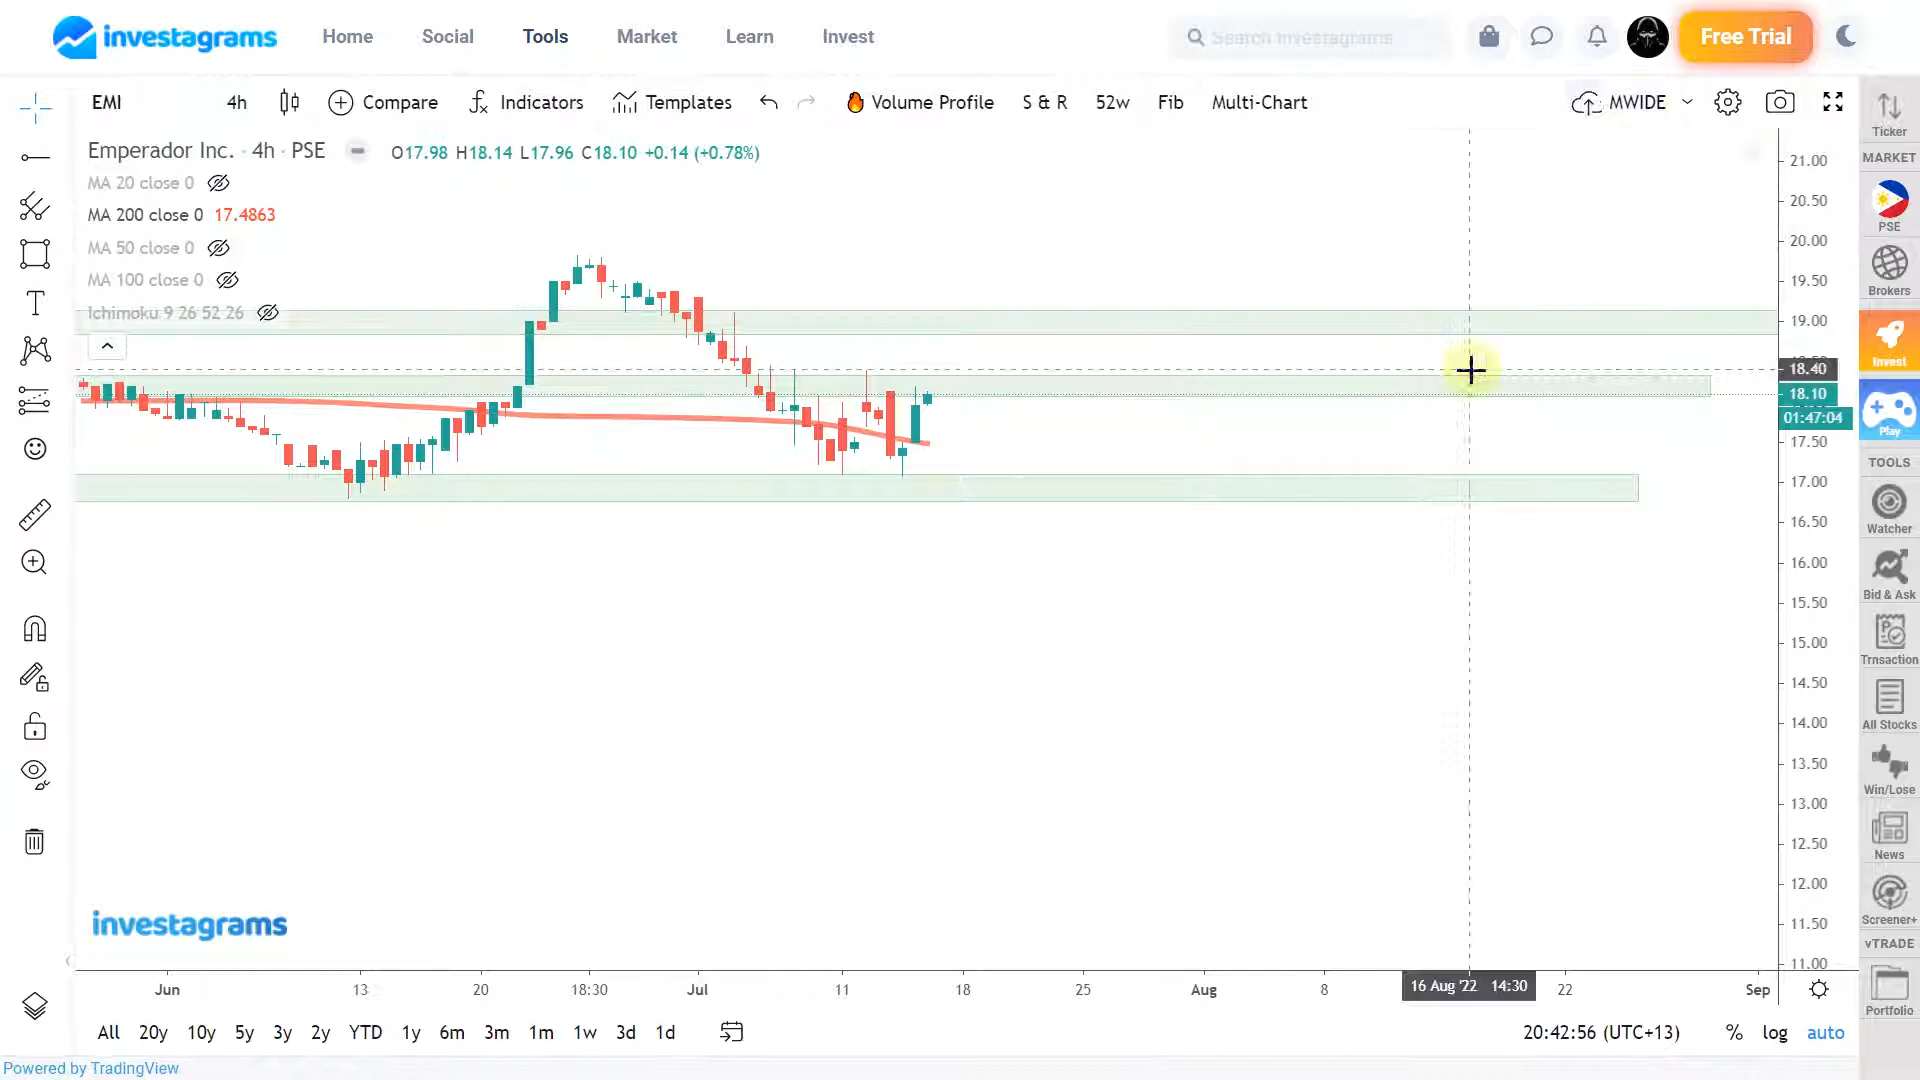 investagrams Home Social Tools Market Learn Invest Search Investagrams Free Trial
EMI 4h Compare Indicators Templates Volume Profile S & R 52w Fib Multi-Chart MWIDE
Emperador Inc. · 4h · PSE O17.98 H18.14 L17.96 C18.10 +0.14 (+0.78%)
MA 20 close 0
MA 200 close 0 17.4863
MA 50 close 0
MA 100 close 0
Ichimoku 9 26 52 26
21.00
20.50
20.00
19.50
19.00
18.40
18.10
01:47:04
17.50
17.00
16.50
16.00
15.50
15.00
14.50
14.00
13.50
13.00
12.50
12.00
11.50
11.00
investagrams
Jun 13 20 18:30 Jul 11 18 25 Aug 8 16 Aug '22 14:30 22 Sep
All 20y 10y 5y 3y 2y YTD 1y 6m 3m 1m 1w 3d 1d 20:42:56 (UTC+13) % log auto
Powered by TradingView
Ticker
MARKET
PSE
Brokers
Invest
Play
TOOLS
Watcher
Bid & Ask
Trnsaction
All Stocks
Win/Lose
News
Screener+
vTRADE
Portfolio